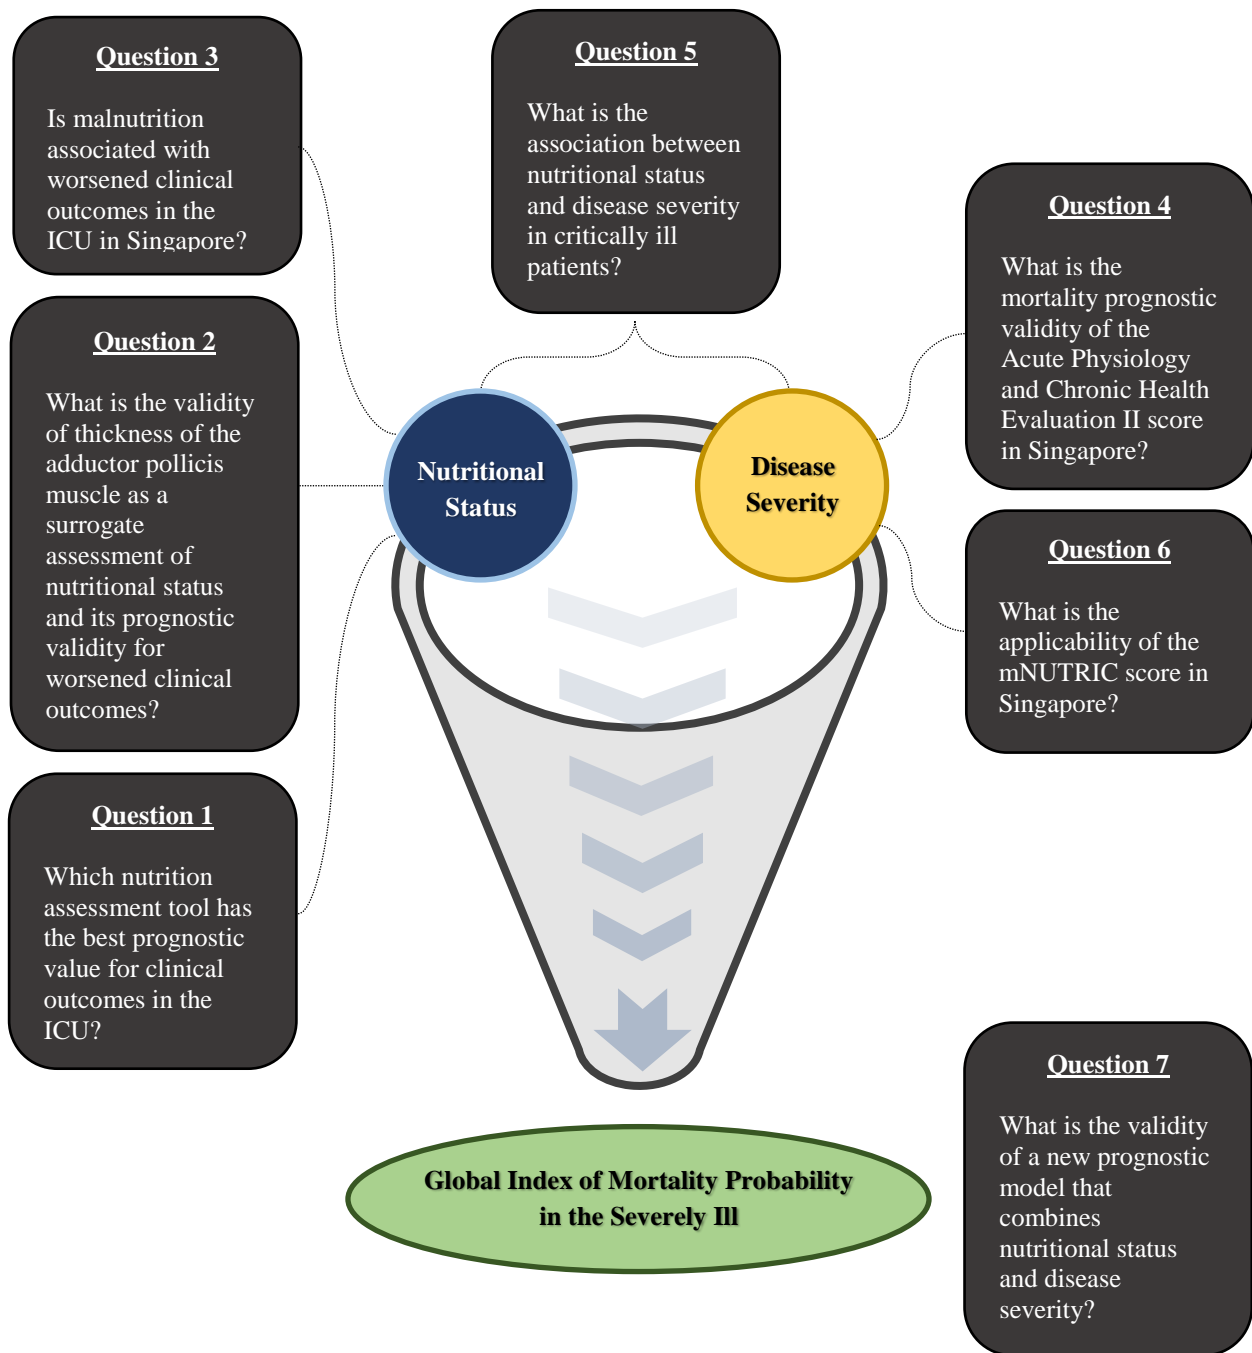 Question 3
Is malnutrition
associated with
worsened clinical
outcomes in the
ICU in Singapore?
Question 5
What is the
association between
nutritional status
and disease severity
in critically ill
patients?
Question 4
What is the
mortality prognostic
validity of the
Acute Physiology
and Chronic Health
Evaluation II score
in Singapore?
Question 2
What is the validity
of thickness of the
adductor pollicis
muscle as a
surrogate
assessment of
nutritional status
and its prognostic
validity for
worsened clinical
outcomes?
Nutritional
Status
Disease
Severity
Question 6
What is the
applicability of the
mNUTRIC score in
Singapore?
Question 1
Which nutrition
assessment tool has
the best prognostic
value for clinical
outcomes in the
ICU?
Question 7
What is the validity
of a new prognostic
model that
combines
nutritional status
and disease
severity?
Global Index of Mortality Probability
in the Severely Ill